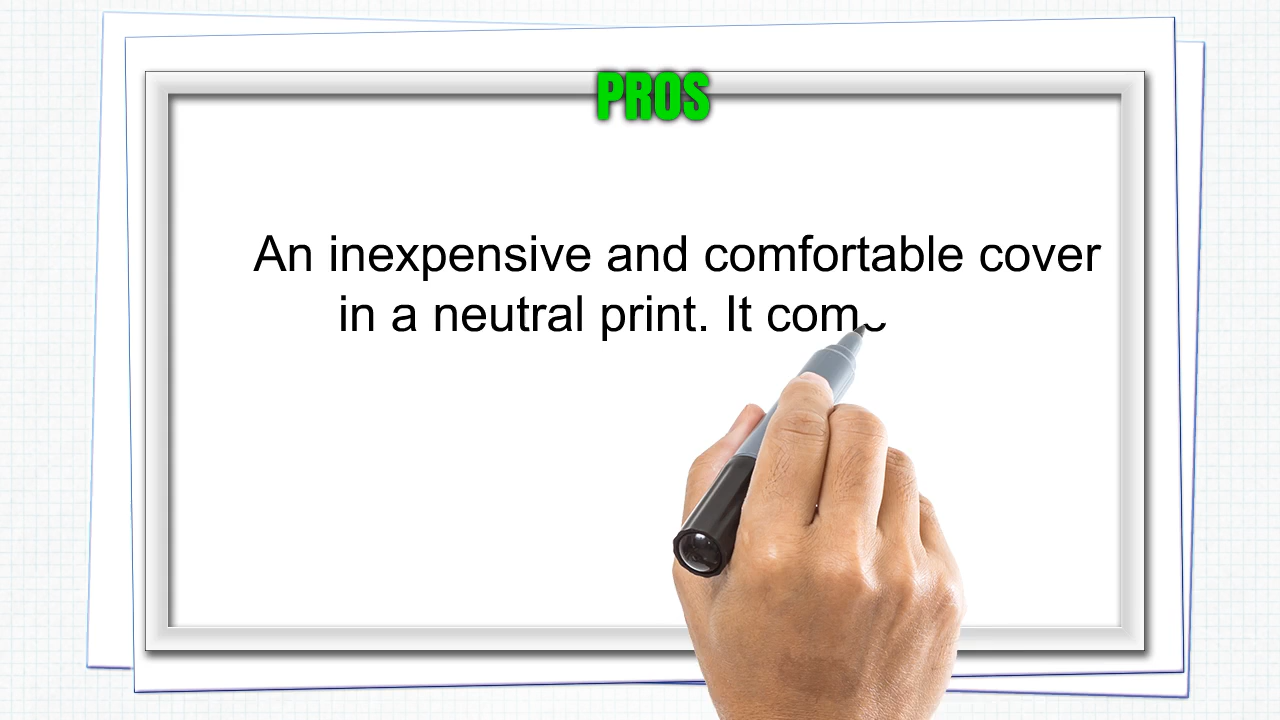 PROS
An inexpensive and comfortable cover
in a neutral print. It